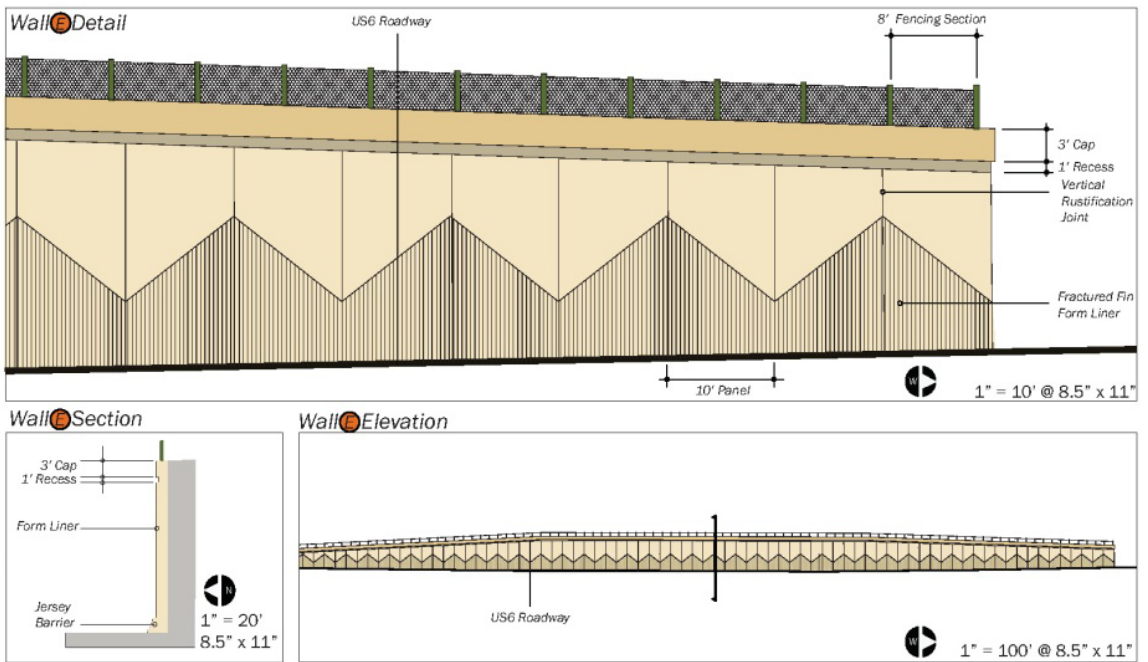 Wall E Detail
US6 Roadway
8' Fencing Section
3' Cap
1' Recess
Vertical
Rustification
Joint
Fractured Fin
Form Liner
10' Panel
W
1" = 10' @ 8.5" x 11"
Wall E Section
3' Cap
1' Recess
Form Liner
Jersey
Barrier
N
1" = 20'
8.5" x 11"
Wall E Elevation
US6 Roadway
W
1" = 100' @ 8.5" x 11"